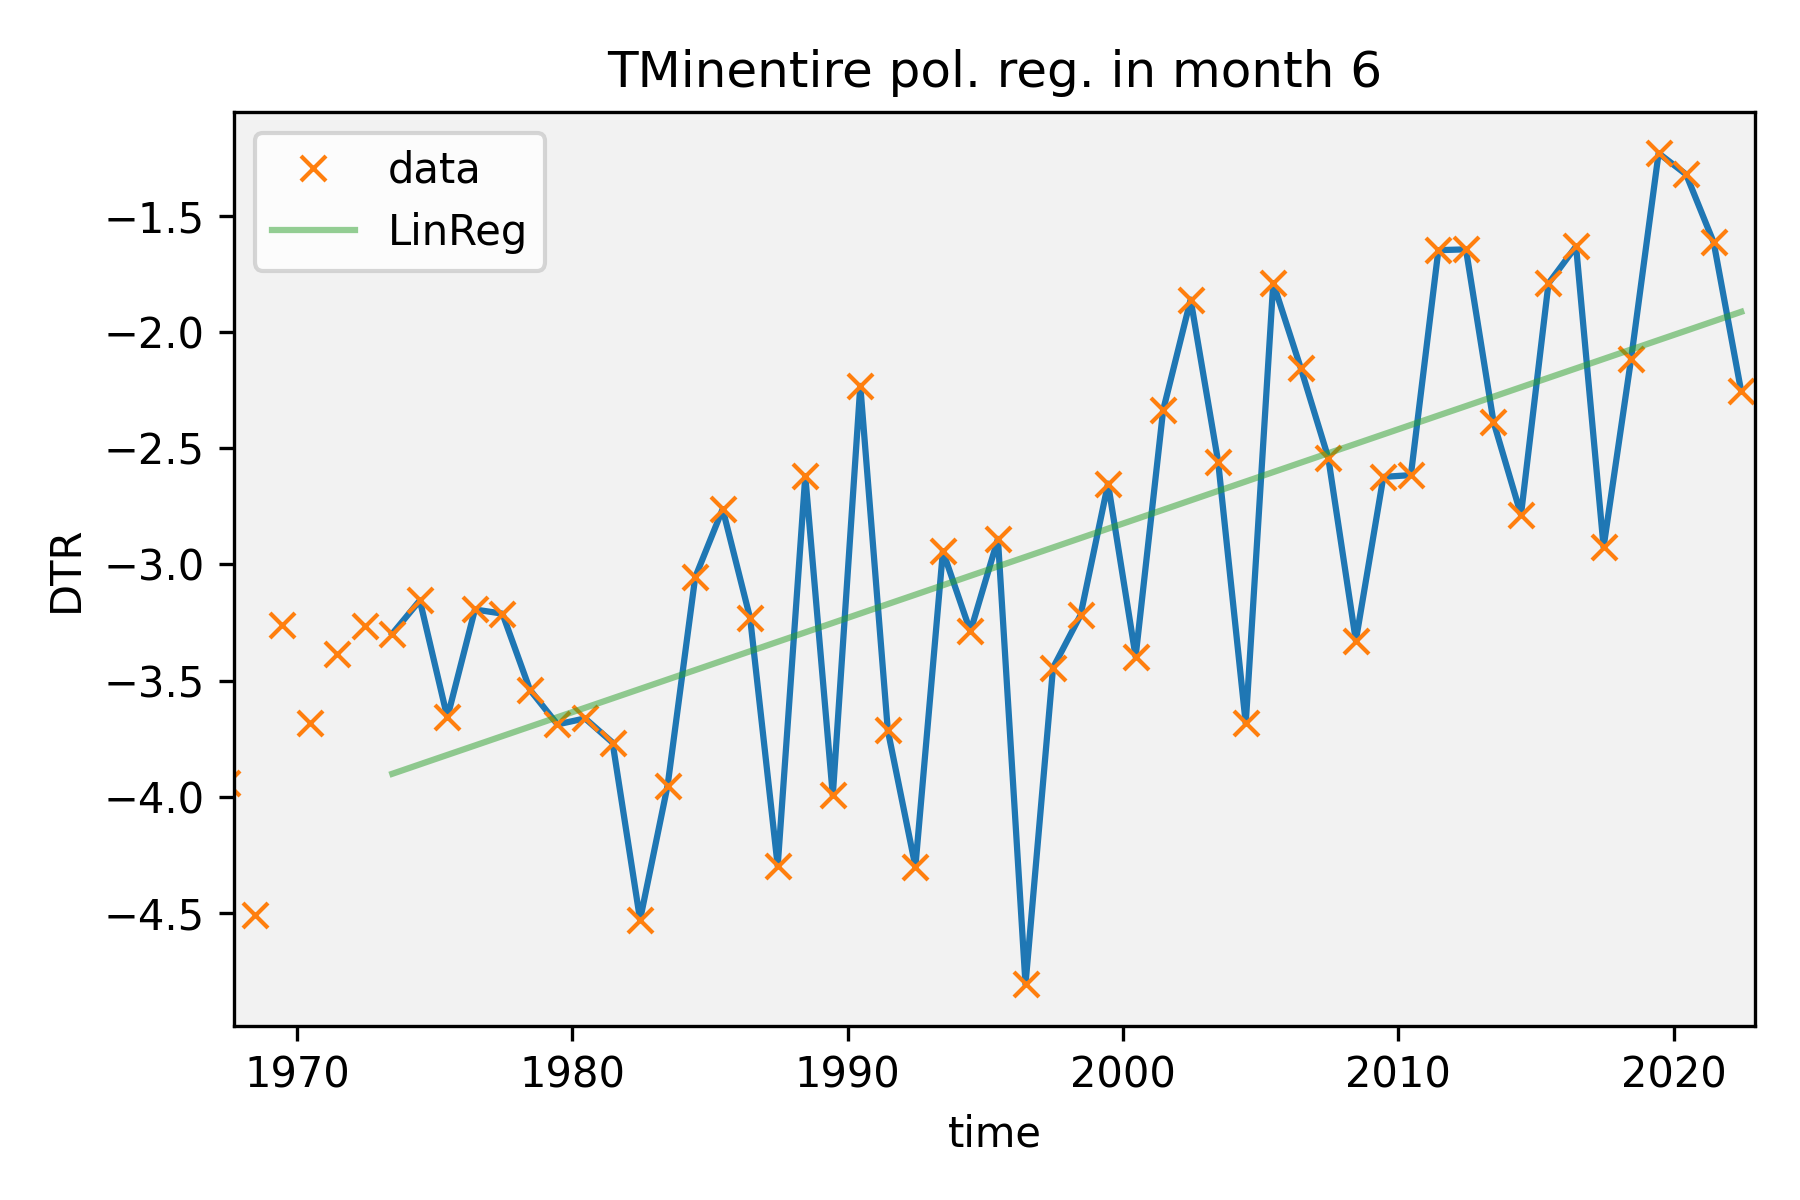 TMinentire pol. reg. in month 6
data
LinReg
−1.5
−2.0
−2.5
−3.0
−3.5
−4.0
−4.5
DTR
1970 1980 1990 2000 2010 2020
time